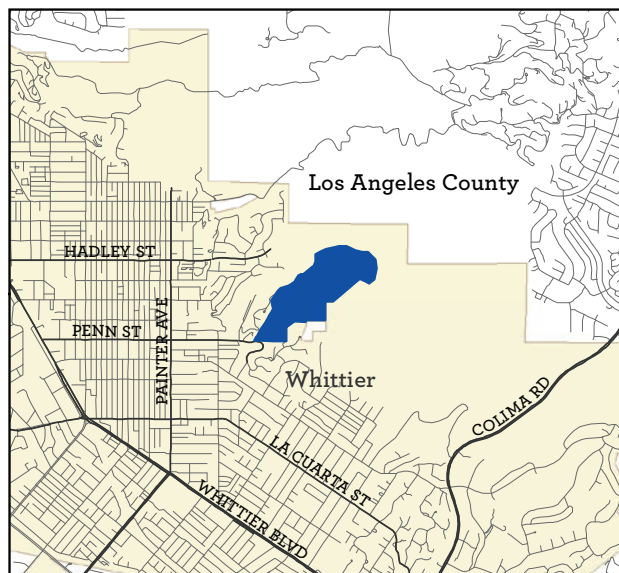 Los Angeles County
HADLEY ST
PENN ST
PAINTER AVE
Whittier
COLIMA RD
LA CUARTA ST
WHITTIER BLVD